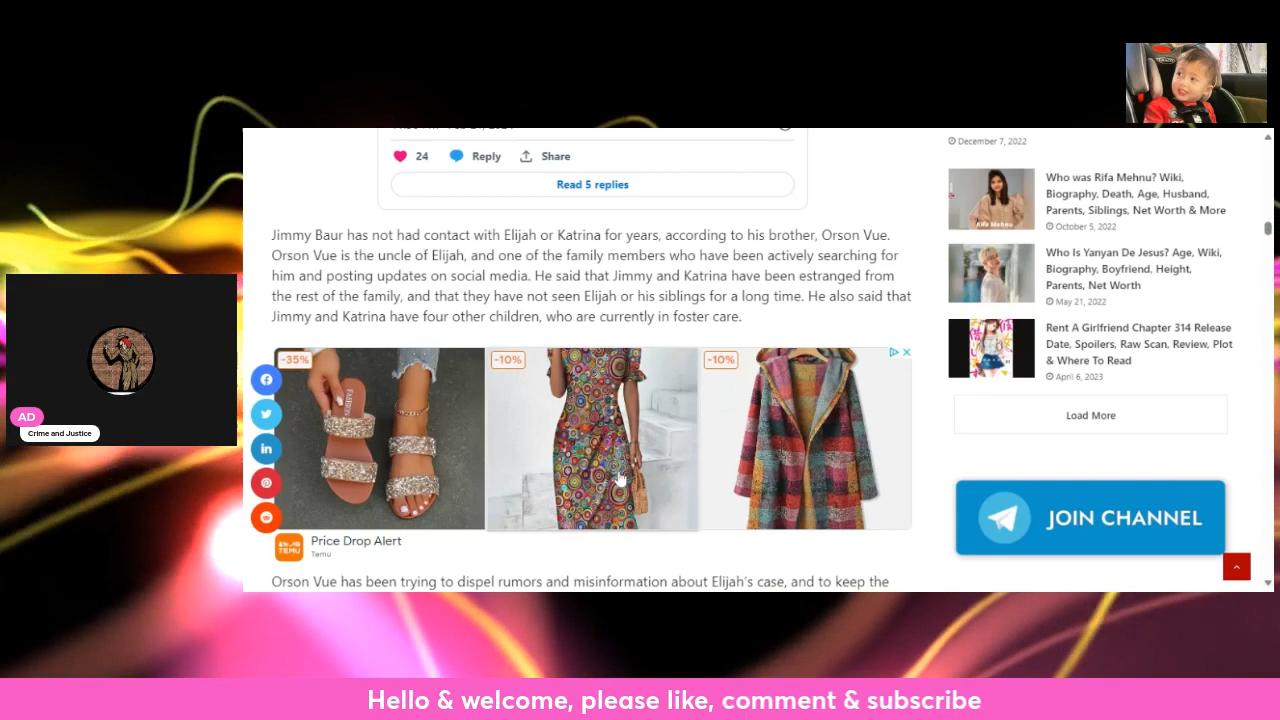 December 7, 2022
24
Reply
Share
Read 5 replies
Jimmy Baur has not had contact with Elijah or Katrina for years, according to his brother, Orson Vue.
Orson Vue is the uncle of Elijah, and one of the family members who have been actively searching for
him and posting updates on social media. He said that Jimmy and Katrina have been estranged from
the rest of the family, and that they have not seen Elijah or his siblings for a long time. He also said that
Jimmy and Katrina have four other children, who are currently in foster care.
-35%
-10%
-10%
TEMU
Price Drop Alert
Temu
Orson Vue has been trying to dispel rumors and misinformation about Elijah's case, and to keep the
Rifa Mehnu
Who was Rifa Mehnu? Wiki,
Biography, Death, Age, Husband,
Parents, Siblings, Net Worth & More
October 5, 2022
Who Is Yanyan De Jesus? Age, Wiki,
Biography, Boyfriend, Height,
Parents, Net Worth
May 21, 2022
Rent A Girlfriend Chapter 314 Release
Date, Spoilers, Raw Scan, Review, Plot
& Where To Read
April 6, 2023
Load More
JOIN CHANNEL
AD
Crime and Justice
Hello & welcome, please like, comment & subscribe